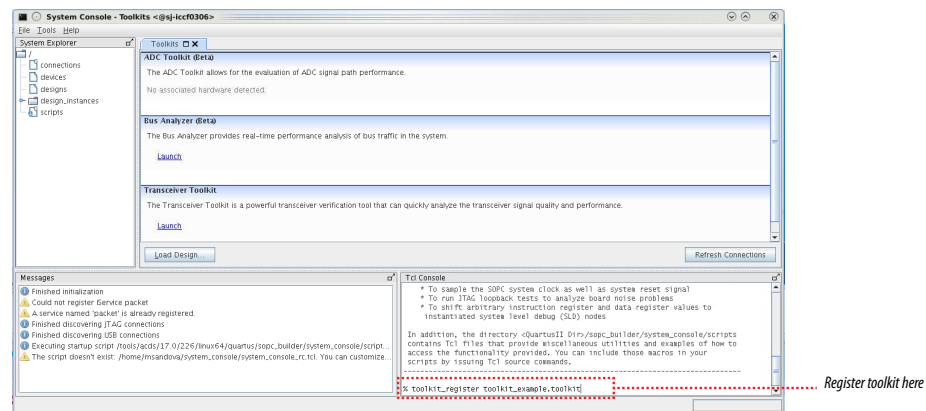 System Console - Toolkits <@sj-iccf0306>
File Tools Help
System Explorer
/
connections
devices
designs
design_instances
scripts
Toolkits
ADC Toolkit (Beta)
The ADC Toolkit allows for the evaluation of ADC signal path performance.
No associated hardware detected.
Bus Analyzer (Beta)
The Bus Analyzer provides real-time performance analysis of bus traffic in the system.
Launch
Transceiver Toolkit
The Transceiver Toolkit is a powerful transceiver verification tool that can quickly analyze the transceiver signal quality and performance.
Launch
Load Design...
Refresh Connections
Messages
Finished initialization
Could not register IService packet
A service named 'packet' is already registered.
Finished discovering JTAG connections
Finished discovering USB connections
Executing startup script /tools/acds/17.0/226/linux64/quartus/sopc_builder/system_console/script...
The script doesn't exist: /home/msandova/system_console/system_console_rc.tcl. You can customize...
Tcl Console
* To sample the SOPC system clock as well as system reset signal
* To run JTAG loopback tests to analyze board noise problems
* To shift arbitrary instruction register and data register values to
instantiated system level debug (SLD) nodes
In addition, the directory <QuartusII Dir>/sopc_builder/system_console/scripts
contains Tcl files that provide miscellaneous utilities and examples of how to
access the functionality provided. You can include those macros in your
scripts by issuing Tcl source commands.
--------------------------------------------------------------------------------
% toolkit_register toolkit_example.toolkit
Register toolkit here